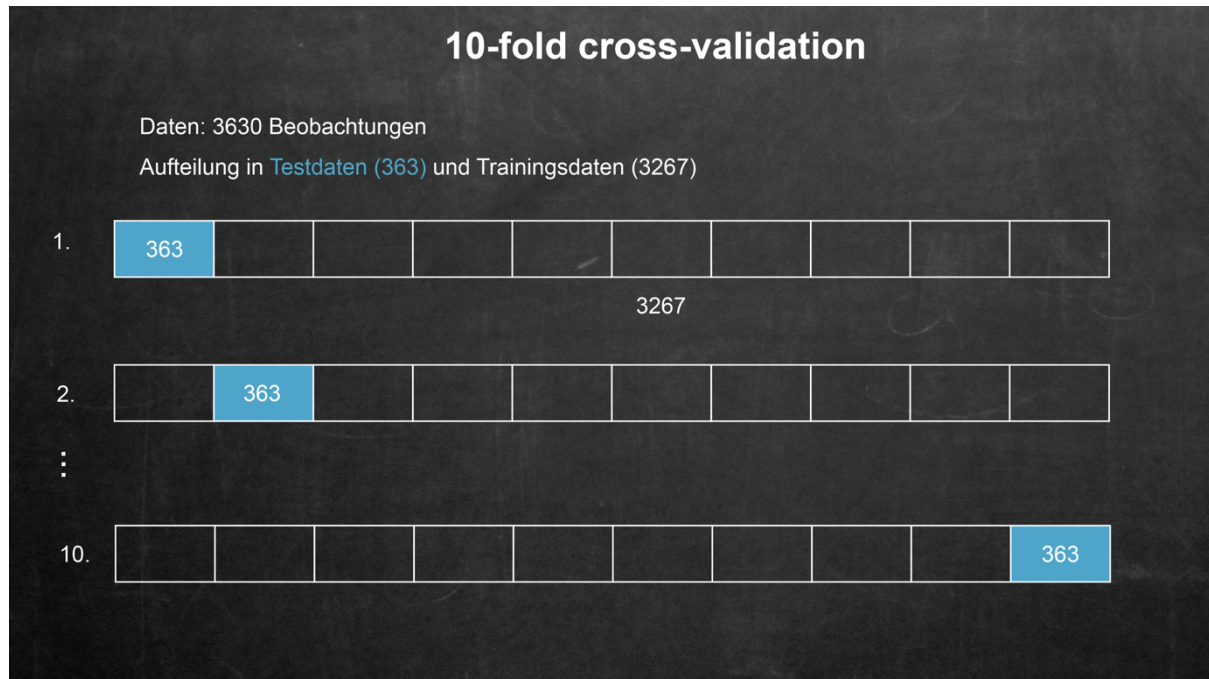 10-fold cross-validation
Daten: 3630 Beobachtungen
Aufteilung in Testdaten (363) und Trainingsdaten (3267)
1. 363
3267
2. 363
⋮
10. 363